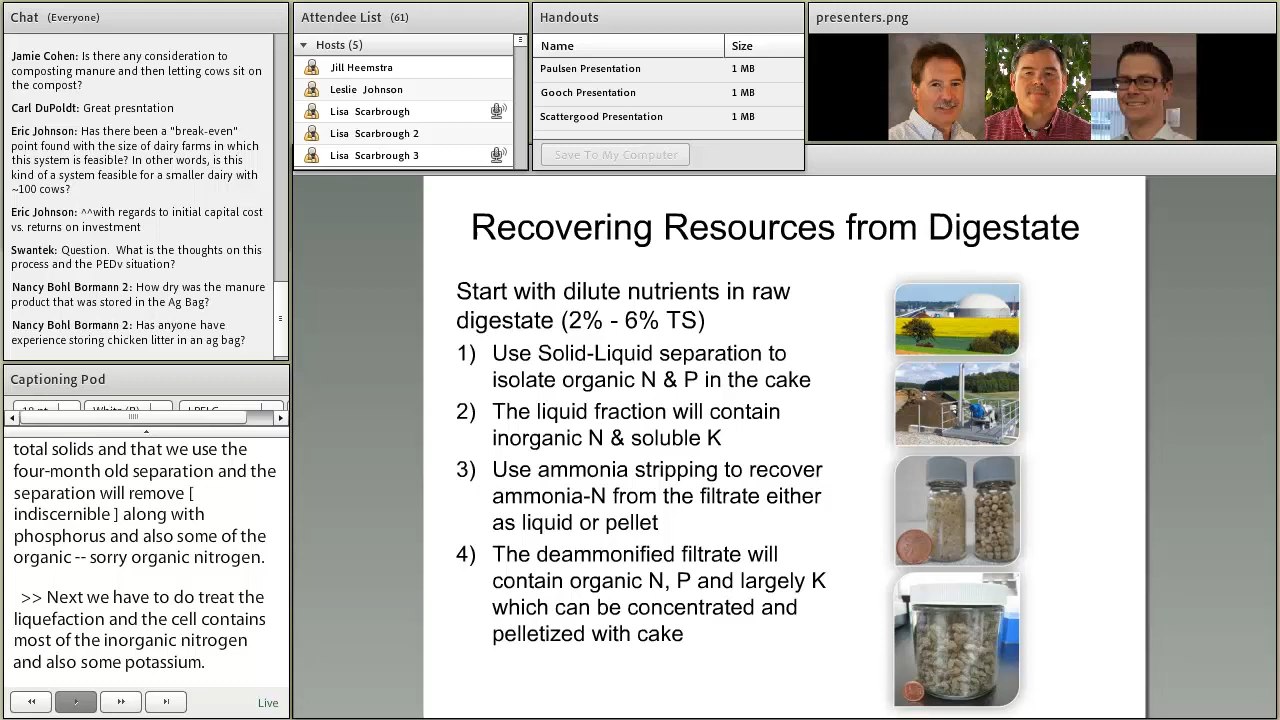 Chat (Everyone)
Jamie Cohen: Is there any consideration to
composting manure and then letting cows sit on
the compost?
Carl DuPoldt: Great presntation
Eric Johnson: Has there been a "break-even"
point found with the size of dairy farms in which
this system is feasible? In other words, is this
kind of a system feasible for a smaller dairy with
~100 cows?
Eric Johnson: ^^with regards to initial capital cost
vs. returns on investment
Swantek: Question. What is the thoughts on this
process and the PEDv situation?
Nancy Bohl Bormann 2: How dry was the manure
product that was stored in the Ag Bag?
Nancy Bohl Bormann 2: Has anyone have
experience storing chicken litter in an ag bag?
Captioning Pod
total solids and that we use the
four-month old separation and the
separation will remove [
indiscernible ] along with
phosphorus and also some of the
organic -- sorry organic nitrogen.
>> Next we have to do treat the
liquefaction and the cell contains
most of the inorganic nitrogen
and also some potassium.
Live
Attendee List (61)
Hosts (5)
Jill Heemstra
Leslie Johnson
Lisa Scarbrough
Lisa Scarbrough 2
Lisa Scarbrough 3
Handouts
Name Size
Paulsen Presentation 1 MB
Gooch Presentation 1 MB
Scattergood Presentation 1 MB
Save To My Computer
presenters.png
Recovering Resources from Digestate
Start with dilute nutrients in raw
digestate (2% - 6% TS)
1) Use Solid-Liquid separation to
isolate organic N & P in the cake
2) The liquid fraction will contain
inorganic N & soluble K
3) Use ammonia stripping to recover
ammonia-N from the filtrate either
as liquid or pellet
4) The deammonified filtrate will
contain organic N, P and largely K
which can be concentrated and
pelletized with cake